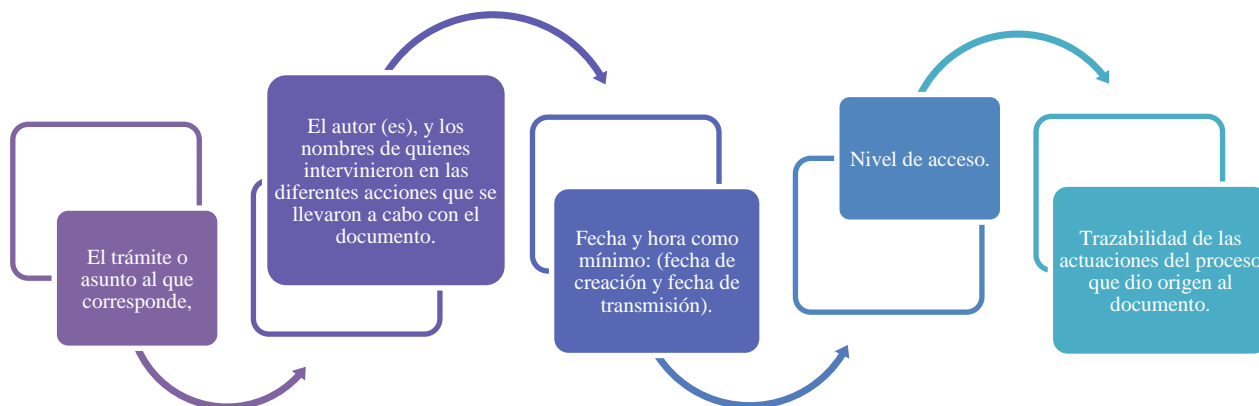 El trámite o
asunto al que
corresponde,
El autor (es), y los
nombres de quienes
intervinieron en las
diferentes acciones que se
llevaron a cabo con el
documento.
Fecha y hora como
mínimo: (fecha de
creación y fecha de
transmisión).
Nivel de acceso.
Trazabilidad de las
actuaciones del proceso
que dio origen al
documento.